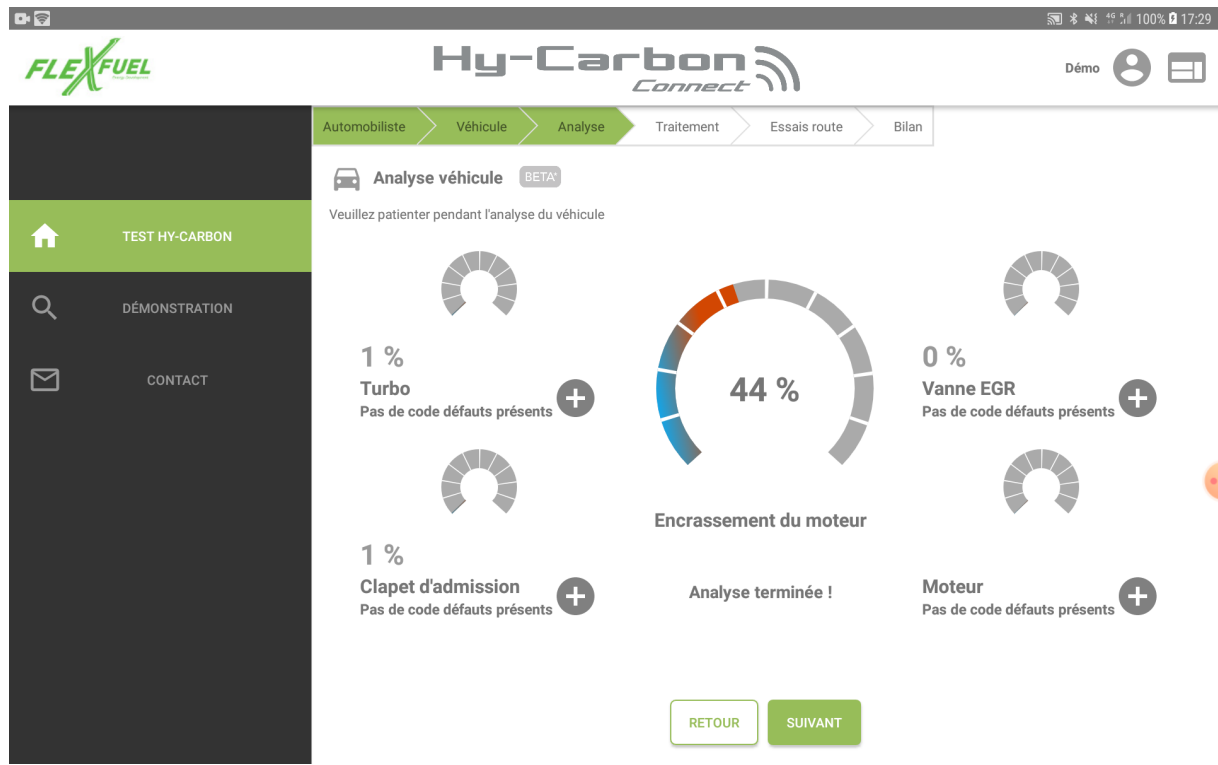 4G 100% 17:29
FLEXFUEL
Hy-Carbon
Connect
Démo
Automobiliste Véhicule Analyse Traitement Essais route Bilan
Analyse véhicule BETA*
Veuillez patienter pendant l'analyse du véhicule
TEST HY-CARBON
DÉMONSTRATION
CONTACT
1 %
Turbo
Pas de code défauts présents
44 %
0 %
Vanne EGR
Pas de code défauts présents
Encrassement du moteur
1 %
Clapet d'admission
Pas de code défauts présents
Analyse terminée !
Moteur
Pas de code défauts présents
RETOUR SUIVANT